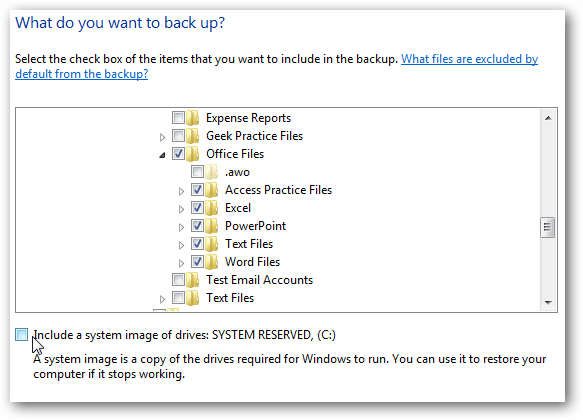 What do you want to back up?
Select the check box of the items that you want to include in the backup. What files are excluded by
default from the backup?
Expense Reports
Geek Practice Files
Office Files
.awo
Access Practice Files
Excel
PowerPoint
Text Files
Word Files
Test Email Accounts
Text Files
Include a system image of drives: SYSTEM RESERVED, (C:)
A system image is a copy of the drives required for Windows to run. You can use it to restore your
computer if it stops working.